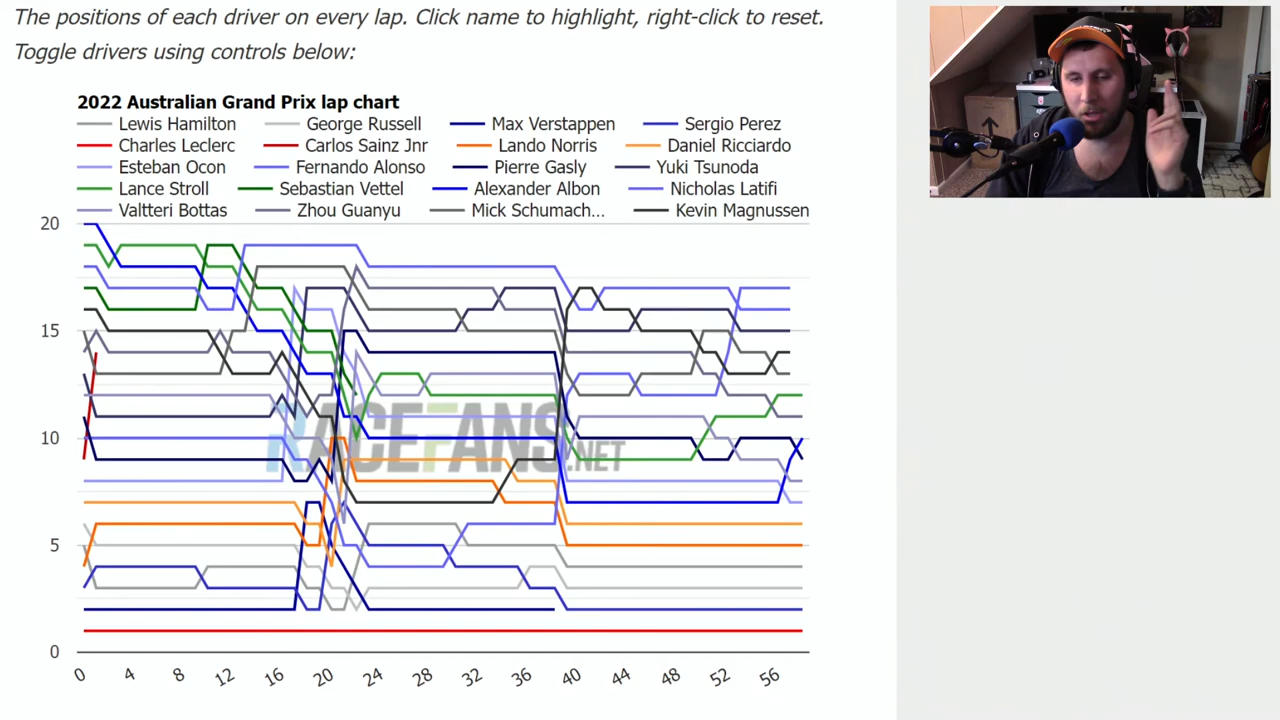 The positions of each driver on every lap. Click name to highlight, right-click to reset.
Toggle drivers using controls below:
2022 Australian Grand Prix lap chart
Lewis Hamilton George Russell Max Verstappen Sergio Perez
Charles Leclerc Carlos Sainz Jnr Lando Norris Daniel Ricciardo
Esteban Ocon Fernando Alonso Pierre Gasly Yuki Tsunoda
Lance Stroll Sebastian Vettel Alexander Albon Nicholas Latifi
Valtteri Bottas Zhou Guanyu Mick Schumach... Kevin Magnussen
20
15
10
5
0
RACEFANS.NET
0 4 8 12 16 20 24 28 32 36 40 44 48 52 56